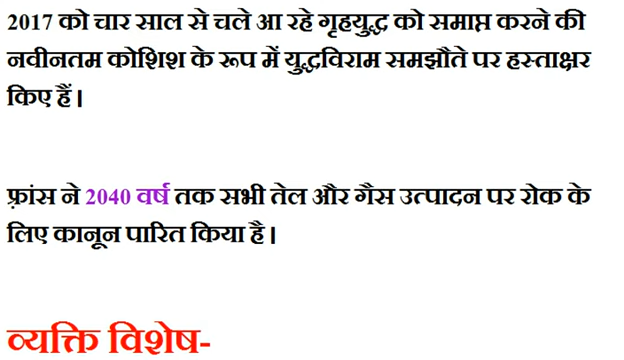 2017 को चार साल से चले आ रहे गृहयुद्ध को समाप्त करने की
नवीनतम कोशिश के रूप में युद्धविराम समझौते पर हस्ताक्षर
किए हैं।
फ़्रांस ने 2040 वर्ष तक सभी तेल और गैस उत्पादन पर रोक के
लिए कानून पारित किया है।
व्यक्ति विशेष-